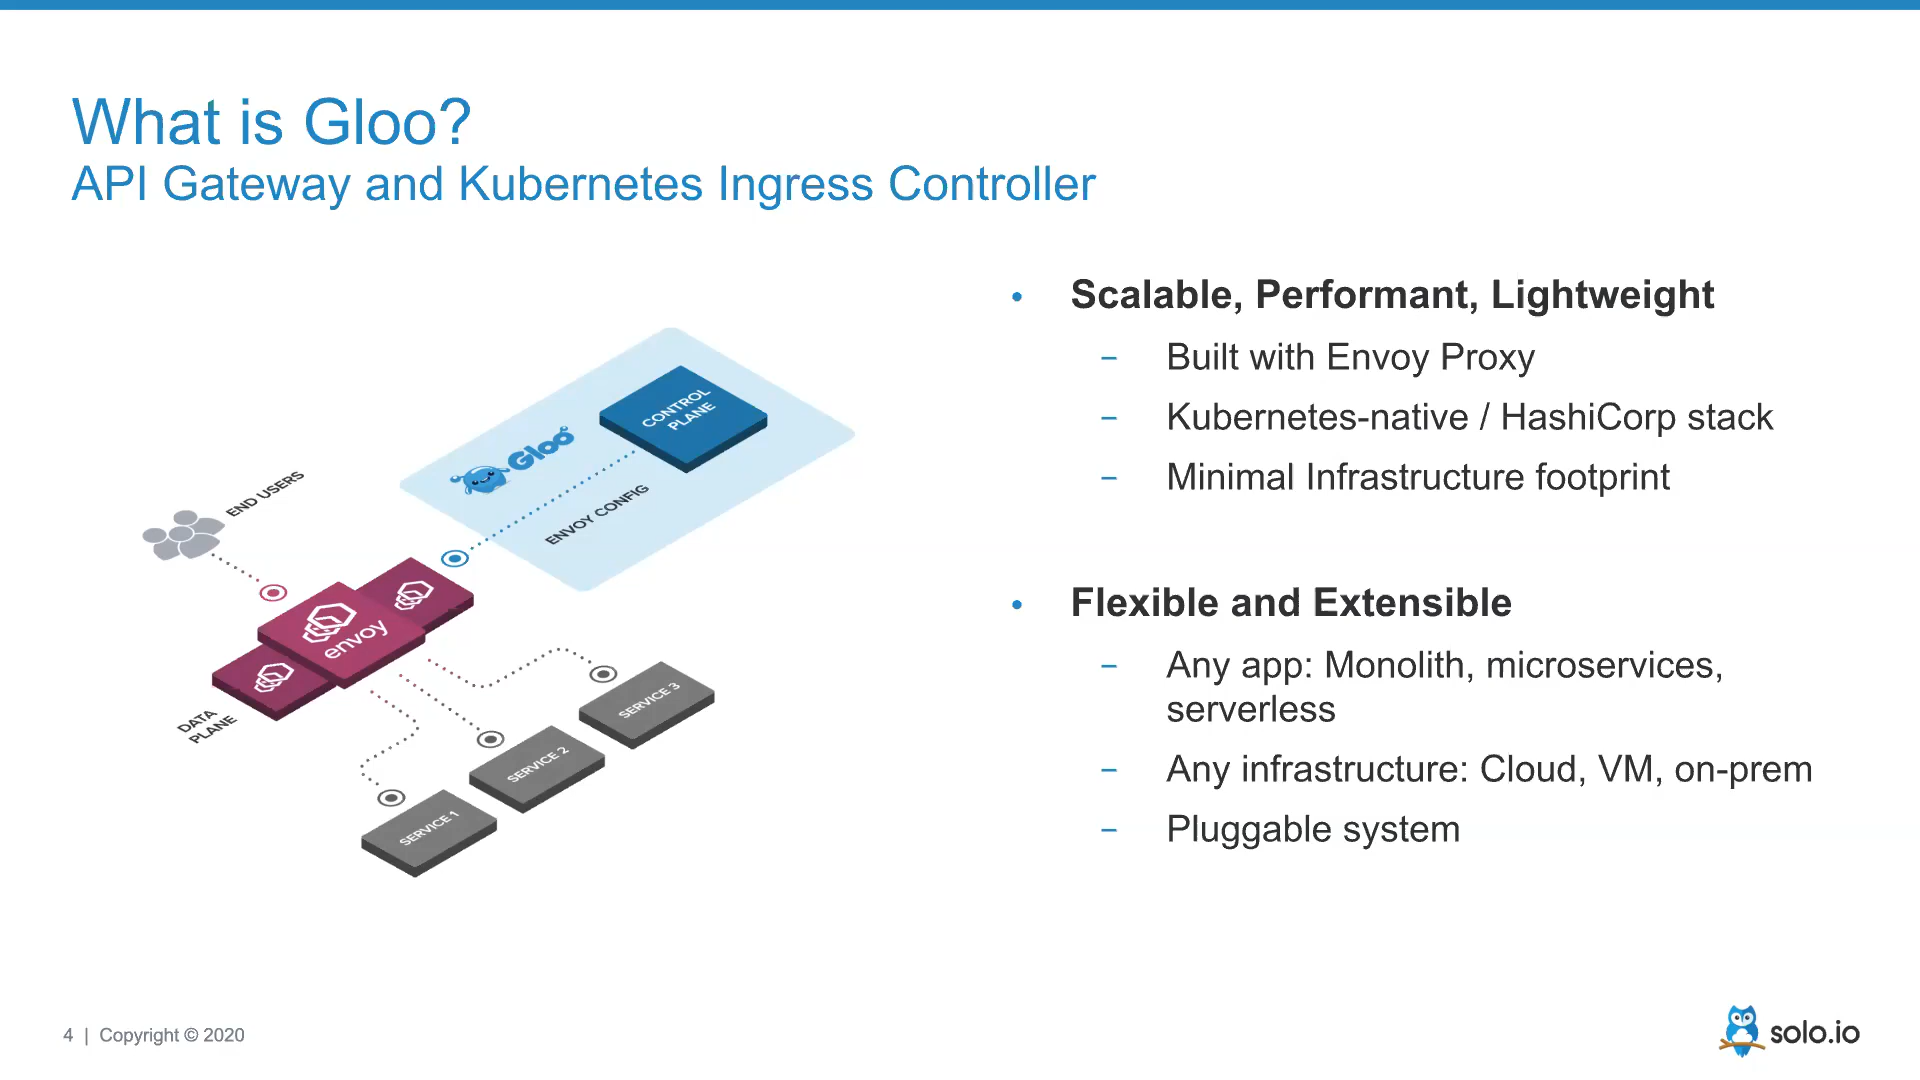 What is Gloo?
API Gateway and Kubernetes Ingress Controller
CONTROL
PLANE
Gloo
ENVOY CONFIG
END USERS
envoy
DATA
PLANE
SERVICE 3
SERVICE 2
SERVICE 1
• Scalable, Performant, Lightweight
– Built with Envoy Proxy
– Kubernetes-native / HashiCorp stack
– Minimal Infrastructure footprint
• Flexible and Extensible
– Any app: Monolith, microservices,
serverless
– Any infrastructure: Cloud, VM, on-prem
– Pluggable system
4 | Copyright © 2020
solo.io